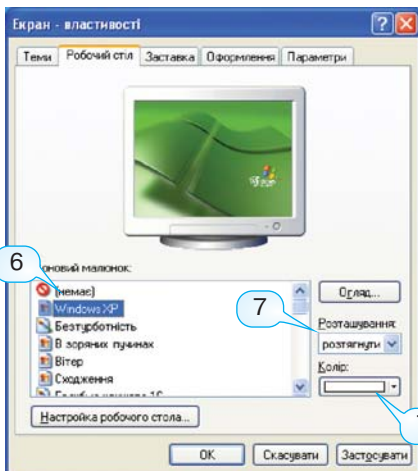 Екран - властивості
Теми Робочий стіл Заставка Оформлення Параметри
6
оновий малюнок:
(немає)
Windows XP
Безтурботність
В зоряних пучинах
Вітер
Сходження
Огляд...
7
Розташування:
розтягнути
Колір:
Настройка робочого стола...
ОК Скасувати Застосувати